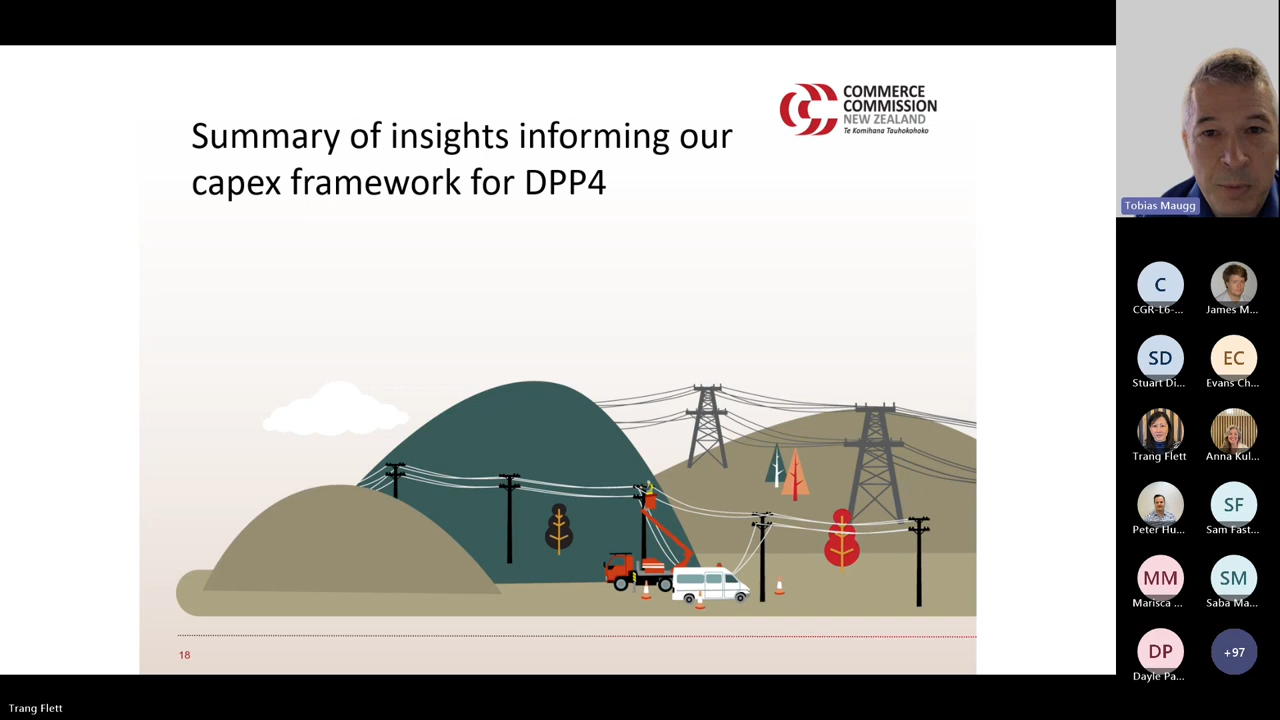 Summary of insights informing our
capex framework for DPP4
COMMERCE
COMMISSION
NEW ZEALAND
Te Komihana Tauhokohoko
18
Tobias Maugg
C
CGR-L6-...
James M...
SD
Stuart Di...
EC
Evans Ch...
Trang Flett
Anna Kul...
Peter Hu...
SF
Sam Fast...
MM
Marisca ...
SM
Saba Ma...
DP
Dayle Pa...
+97
Trang Flett